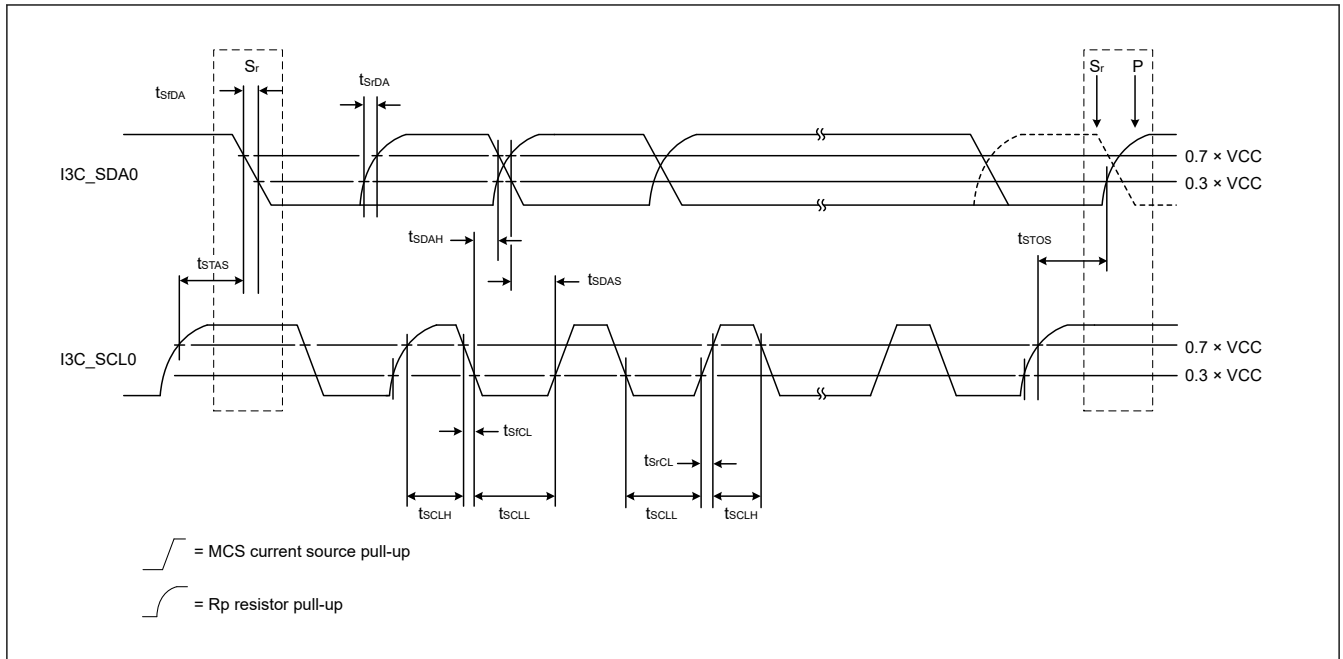 Sr
tSfDA
tSrDA
Sr P
I3C_SDA0
0.7 × VCC
0.3 × VCC
tSDAH
tSTOS
tSTAS
tSDAS
I3C_SCL0
0.7 × VCC
0.3 × VCC
tSfCL
tSrCL
tSCLH tSCLL tSCLL tSCLH
= MCS current source pull-up
= Rp resistor pull-up